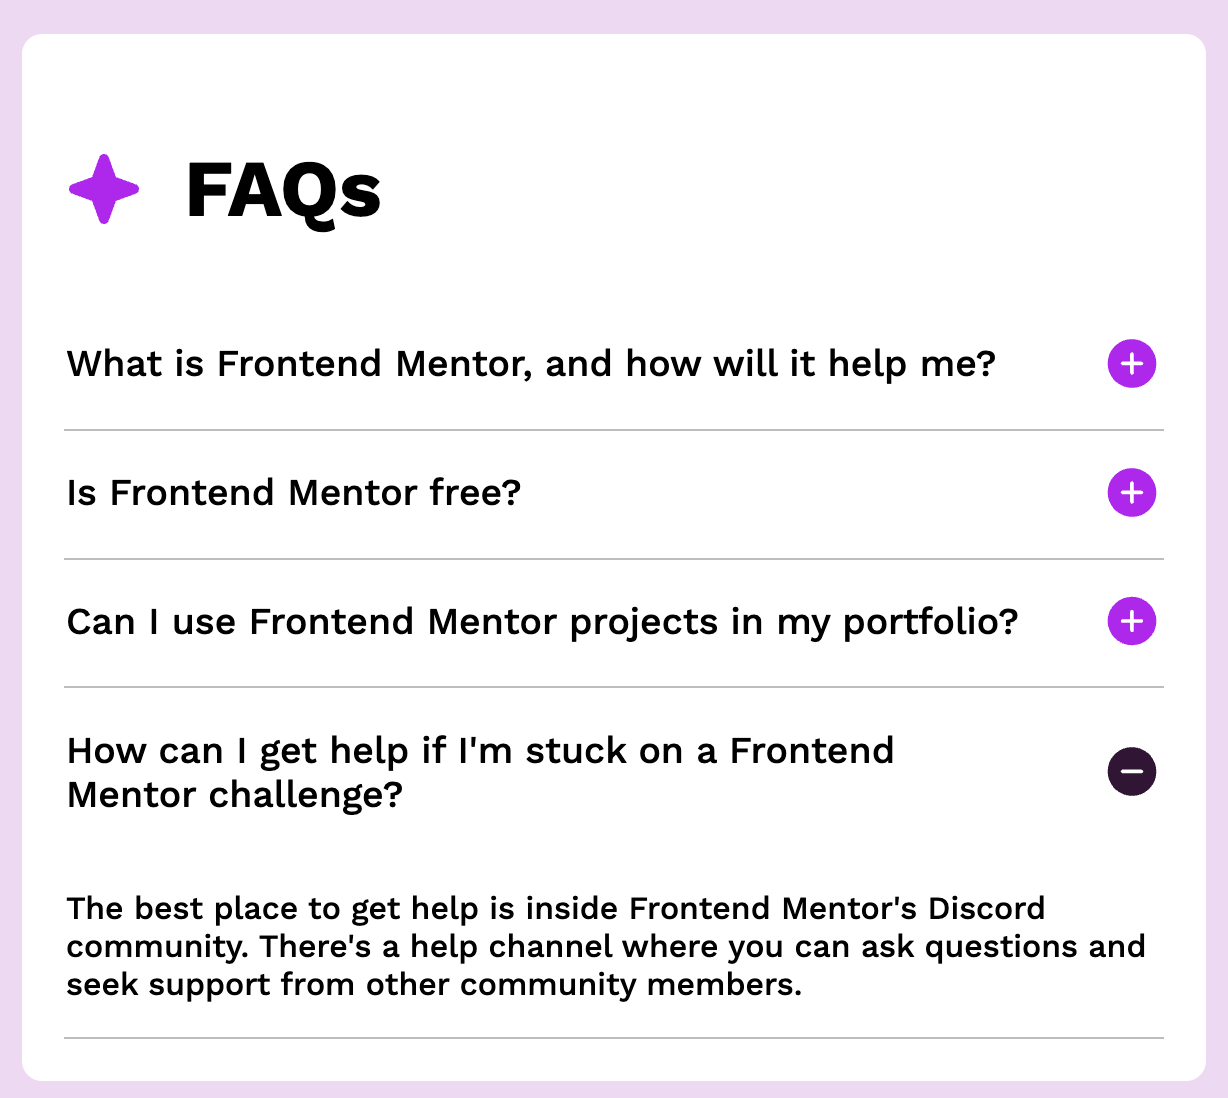 FAQs
What is Frontend Mentor, and how will it help me?
Is Frontend Mentor free?
Can I use Frontend Mentor projects in my portfolio?
How can I get help if I'm stuck on a Frontend
Mentor challenge?
The best place to get help is inside Frontend Mentor's Discord
community. There's a help channel where you can ask questions and
seek support from other community members.